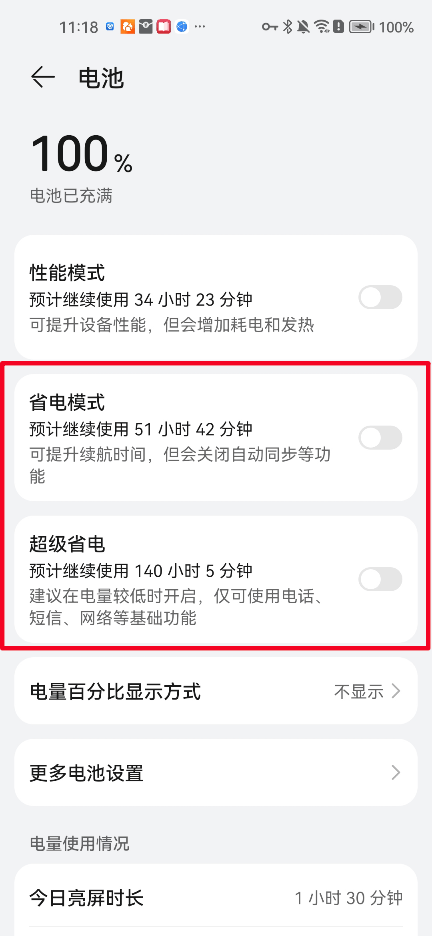 11:18
100%
电池
100%
电池已充满
性能模式
预计继续使用 34 小时 23 分钟
可提升设备性能，但会增加耗电和发热
省电模式
预计继续使用 51 小时 42 分钟
可提升续航时间，但会关闭自动同步等功
能
超级省电
预计继续使用 140 小时 5 分钟
建议在电量较低时开启，仅可使用电话、
短信、网络等基础功能
电量百分比显示方式
不显示
更多电池设置
电量使用情况
今日亮屏时长
1 小时 30 分钟